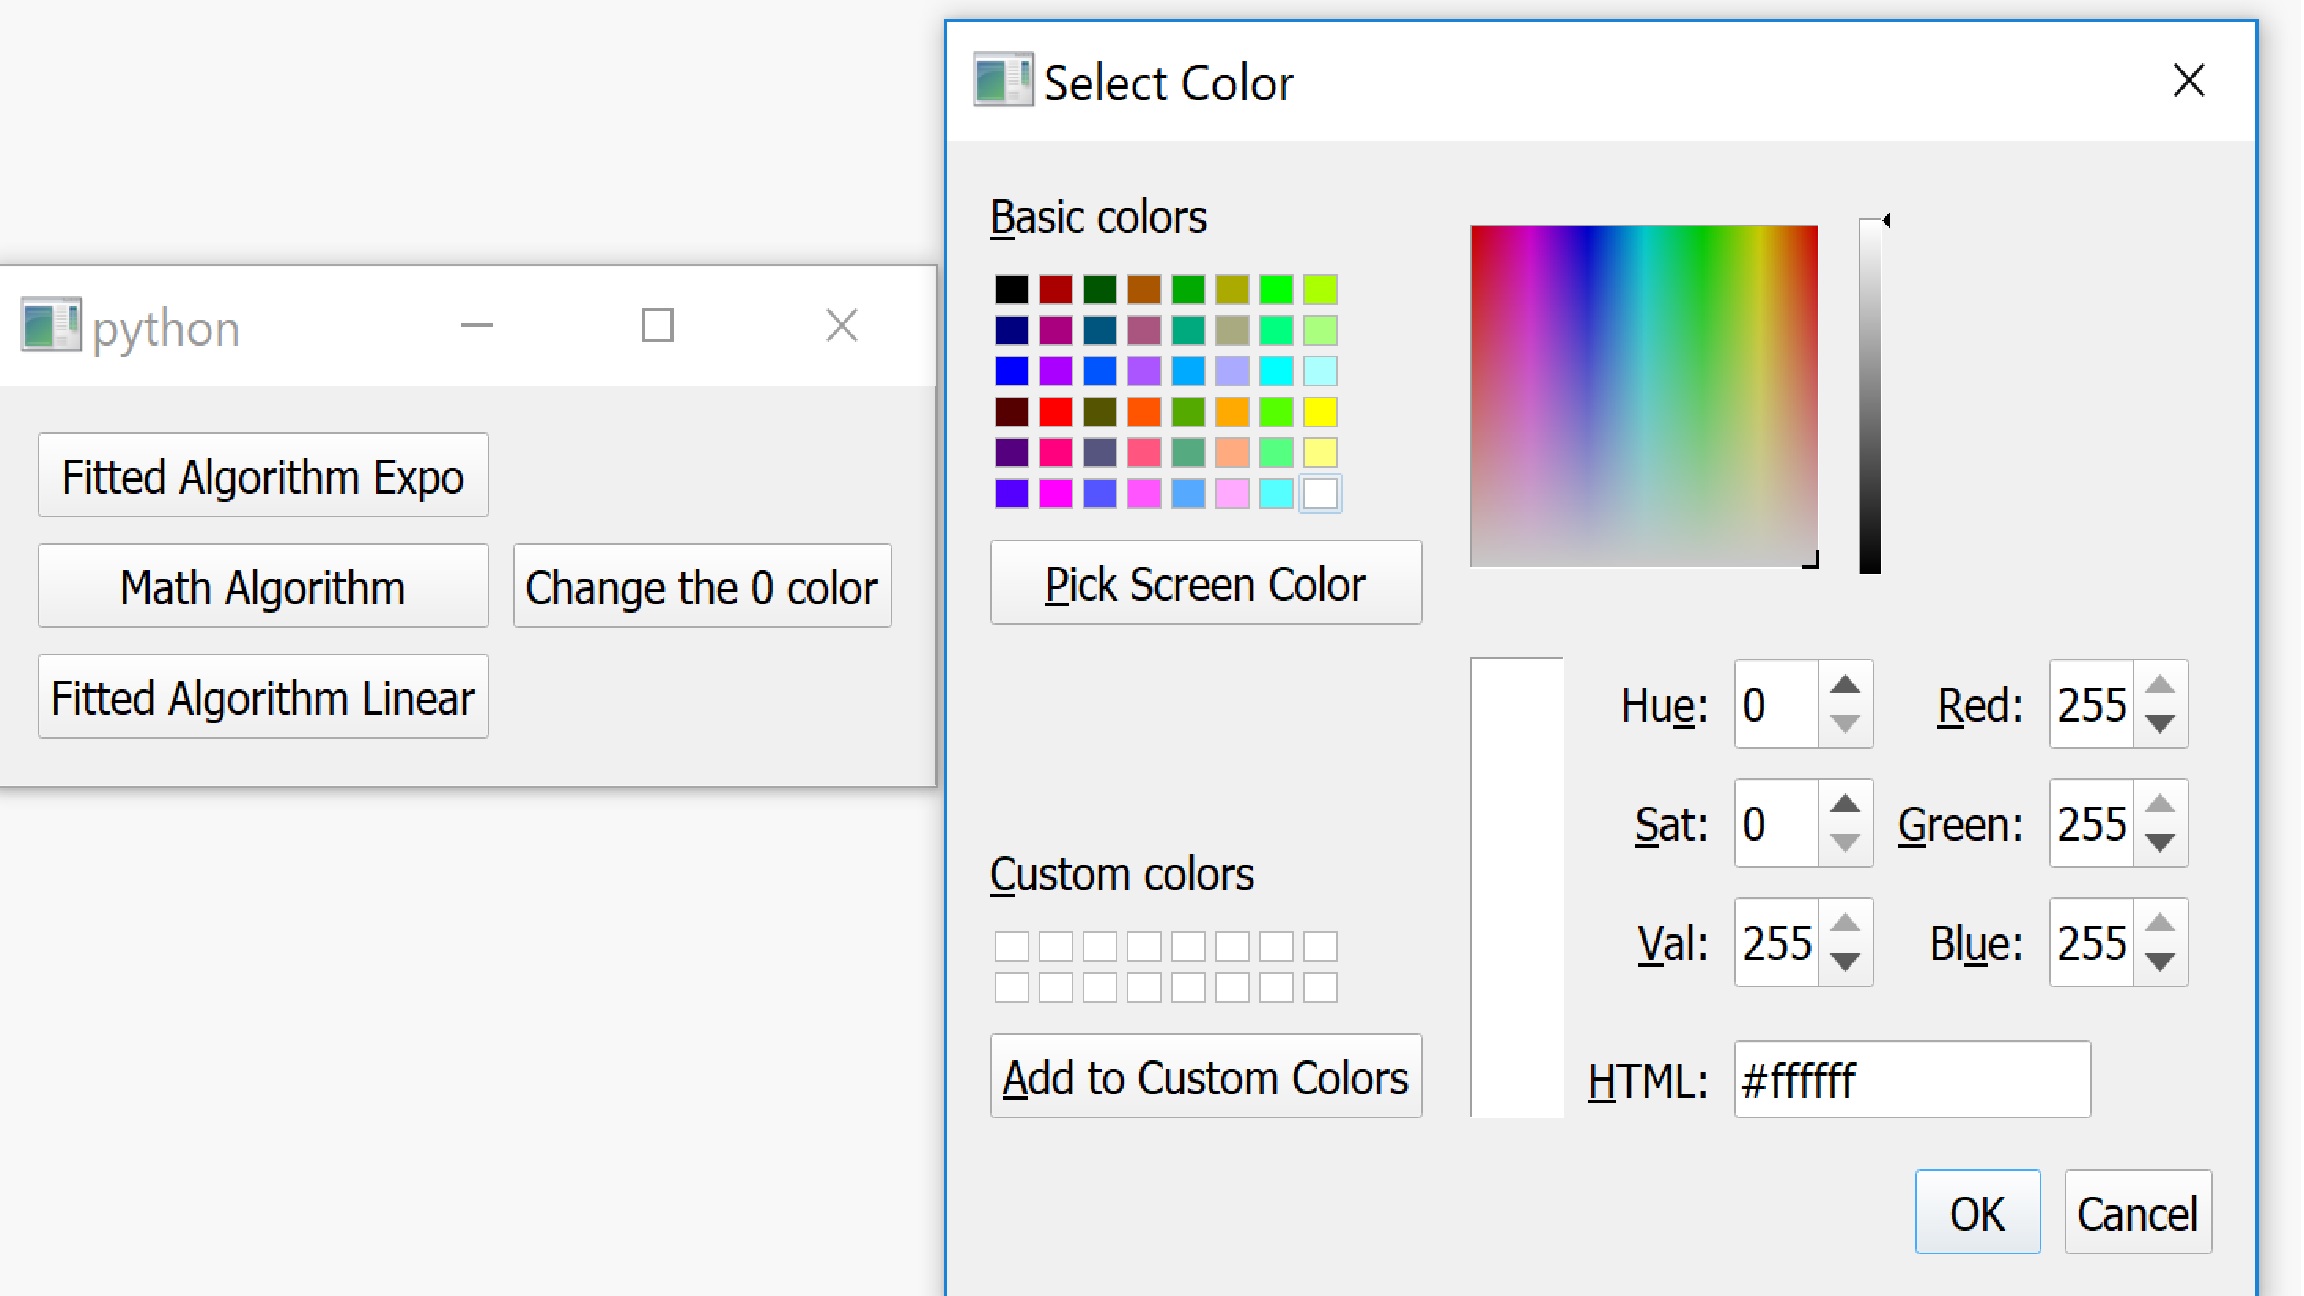 python
Fitted Algorithm Expo
Math Algorithm
Change the 0 color
Fitted Algorithm Linear
Select Color
Basic colors
Pick Screen Color
Custom colors
Add to Custom Colors
Hue: 0
Red: 255
Sat: 0
Green: 255
Val: 255
Blue: 255
HTML: #ffffff
OK
Cancel